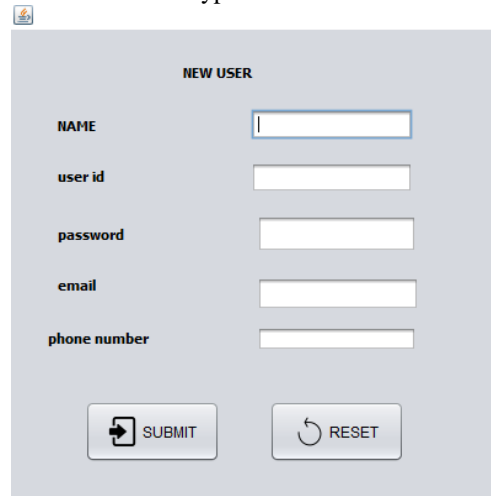 NEW USER
NAME
user id
password
email
phone number
SUBMIT RESET